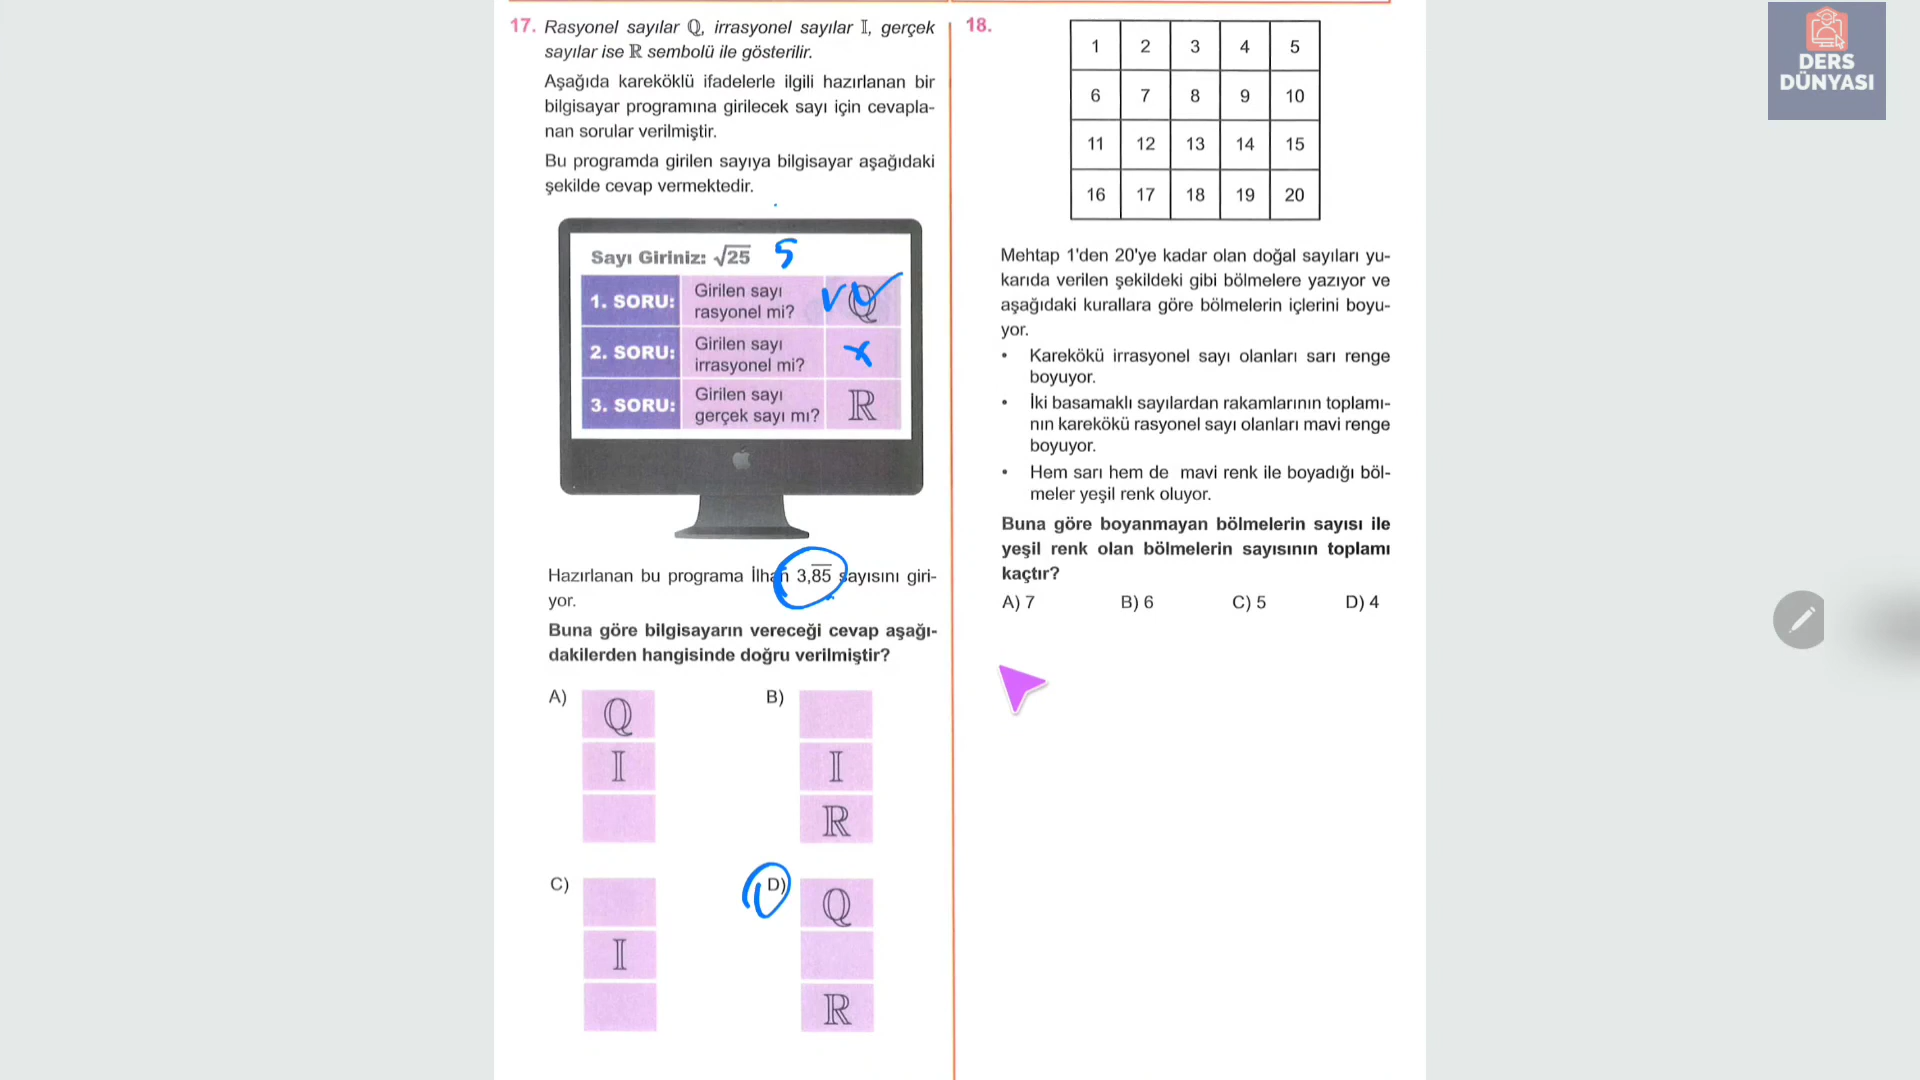 17. Rasyonel sayılar ℚ, irrasyonel sayılar 𝕀, gerçek
sayılar ise ℝ sembolü ile gösterilir.
Aşağıda kareköklü ifadelerle ilgili hazırlanan bir
bilgisayar programına girilecek sayı için cevapla-
nan sorular verilmiştir.
Bu programda girilen sayıya bilgisayar aşağıdaki
şekilde cevap vermektedir.
Sayı Giriniz: √25 5
1. SORU: Girilen sayı
rasyonel mi? ℚ
2. SORU: Girilen sayı
irrasyonel mi? x
3. SORU: Girilen sayı
gerçek sayı mı? ℝ
Hazırlanan bu programa İlhan 3,8̅5̅ sayısını giri-
yor.
Buna göre bilgisayarın vereceği cevap aşağı-
dakilerden hangisinde doğru verilmiştir?
A) ℚ
𝕀
B)
𝕀
ℝ
C)
𝕀
D) ℚ
ℝ
18.
1 2 3 4 5
6 7 8 9 10
11 12 13 14 15
16 17 18 19 20
Mehtap 1'den 20'ye kadar olan doğal sayıları yu-
karıda verilen şekildeki gibi bölmelere yazıyor ve
aşağıdaki kurallara göre bölmelerin içlerini boyu-
yor.
• Karekökü irrasyonel sayı olanları sarı renge
boyuyor.
• İki basamaklı sayılardan rakamlarının toplamı-
nın karekökü rasyonel sayı olanları mavi renge
boyuyor.
• Hem sarı hem de mavi renk ile boyadığı böl-
meler yeşil renk oluyor.
Buna göre boyanmayan bölmelerin sayısı ile
yeşil renk olan bölmelerin sayısının toplamı
kaçtır?
A) 7 B) 6 C) 5 D) 4
DERS
DÜNYASI